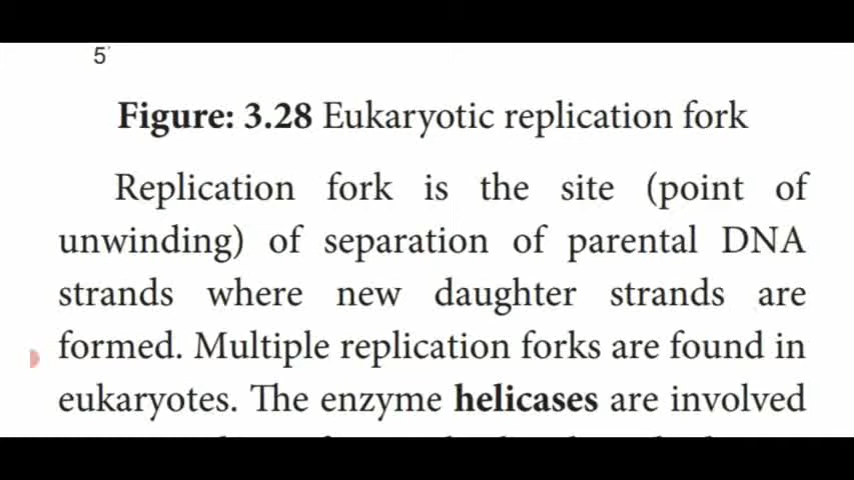 5'
Figure: 3.28 Eukaryotic replication fork
Replication fork is the site (point of
unwinding) of separation of parental DNA
strands where new daughter strands are
formed. Multiple replication forks are found in
eukaryotes. The enzyme helicases are involved